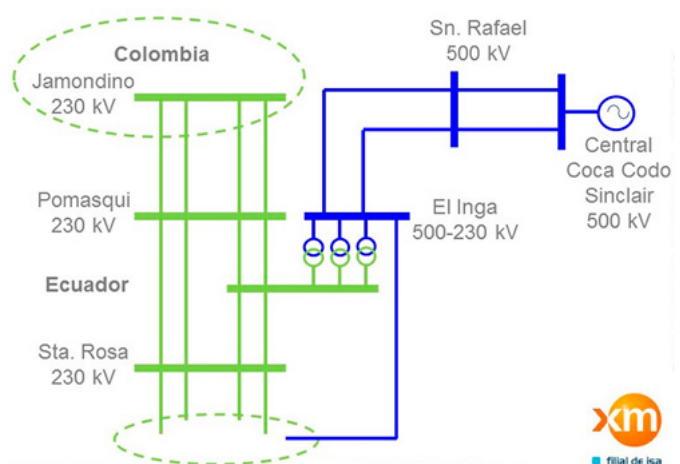 Colombia
Jamondino
230 kV
Pomasqui
230 kV
Ecuador
Sta. Rosa
230 kV
Sn. Rafael
500 kV
El Inga
500-230 kV
Central
Coca Codo
Sinclair
500 kV
xm
filial de isa